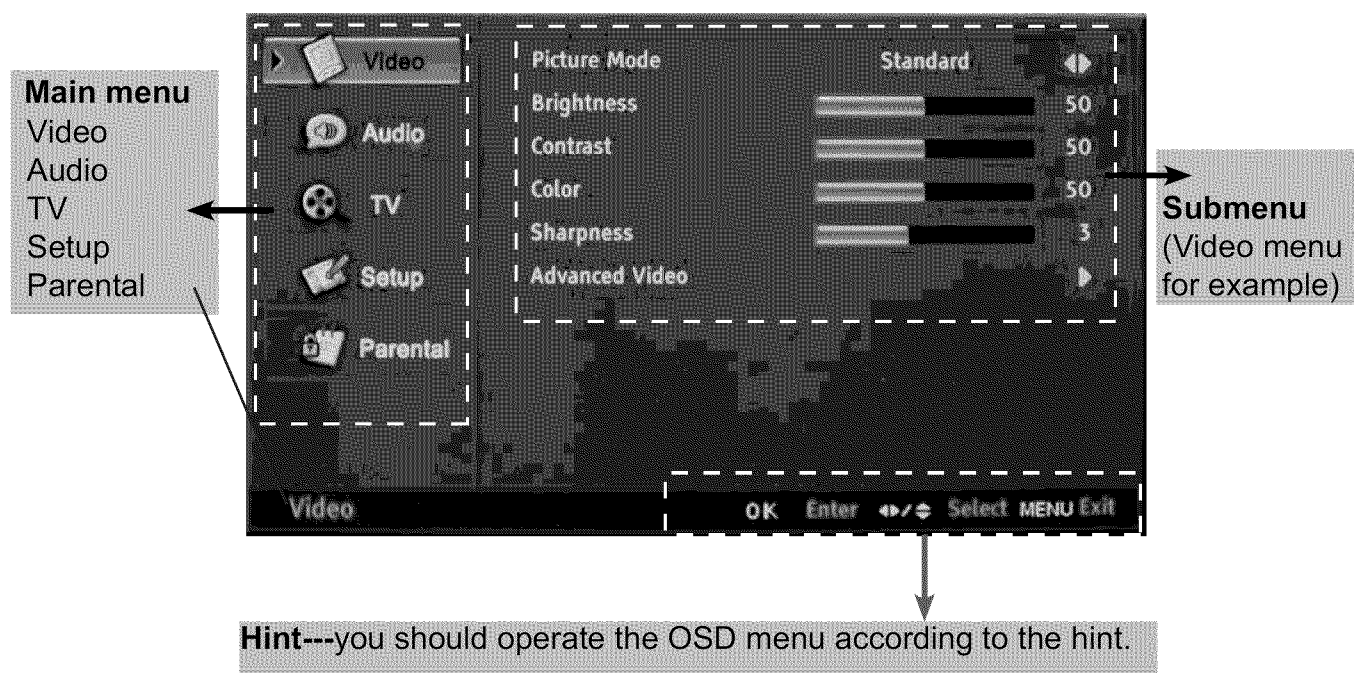 Main menu
Video
Audio
TV
Setup
Parental
Video
Audio
TV
Setup
Parental
Picture Mode Standard
Brightness 50
Contrast 50
Color 50
Sharpness 3
Advanced Video
Submenu
(Video menu
for example)
Video
OK Enter / Select MENU Exit
Hint---you should operate the OSD menu according to the hint.